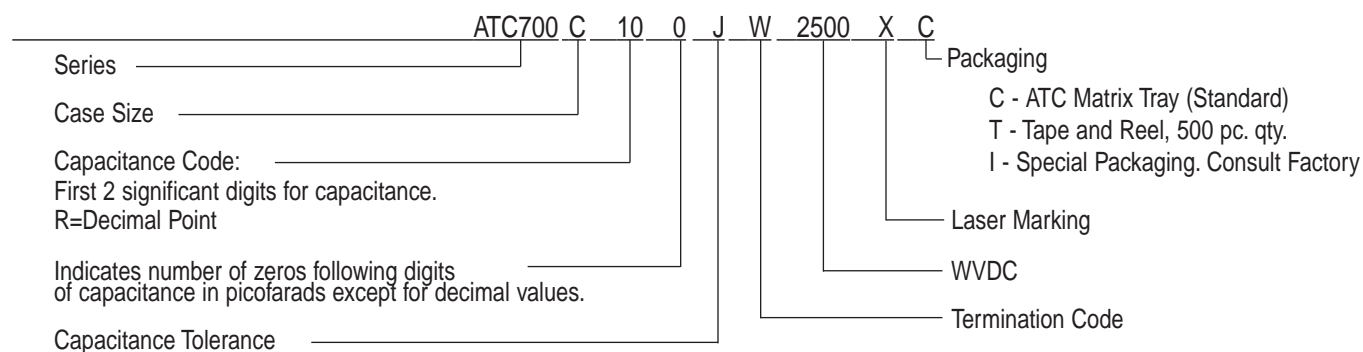 ATC700 C 10 0 J W 2500 X C
Series
Case Size
Capacitance Code:
First 2 significant digits for capacitance.
R=Decimal Point
Indicates number of zeros following digits
of capacitance in picofarads except for decimal values.
Capacitance Tolerance
Packaging
C - ATC Matrix Tray (Standard)
T - Tape and Reel, 500 pc. qty.
I - Special Packaging. Consult Factory
Laser Marking
WVDC
Termination Code